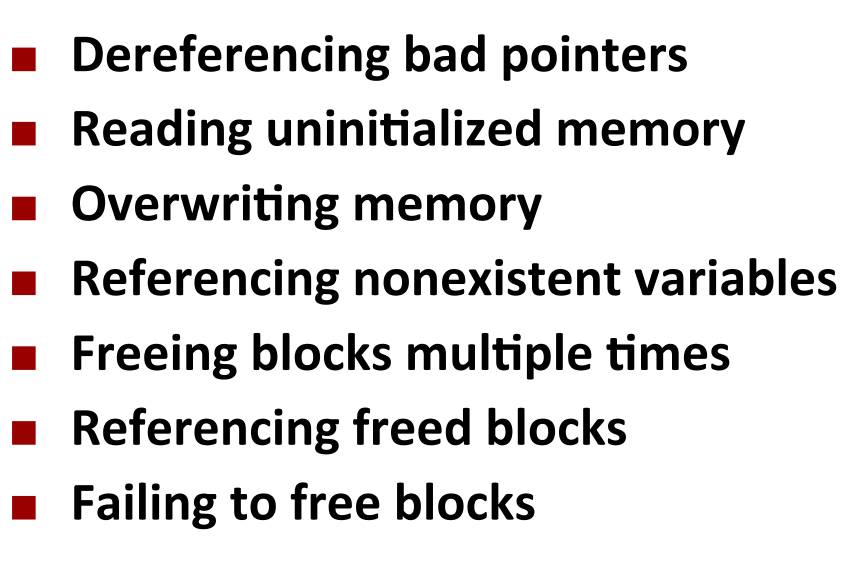 Dereferencing bad pointers
Reading uninitialized memory
Overwriting memory
Referencing nonexistent variables
Freeing blocks multiple times
Referencing freed blocks
Failing to free blocks